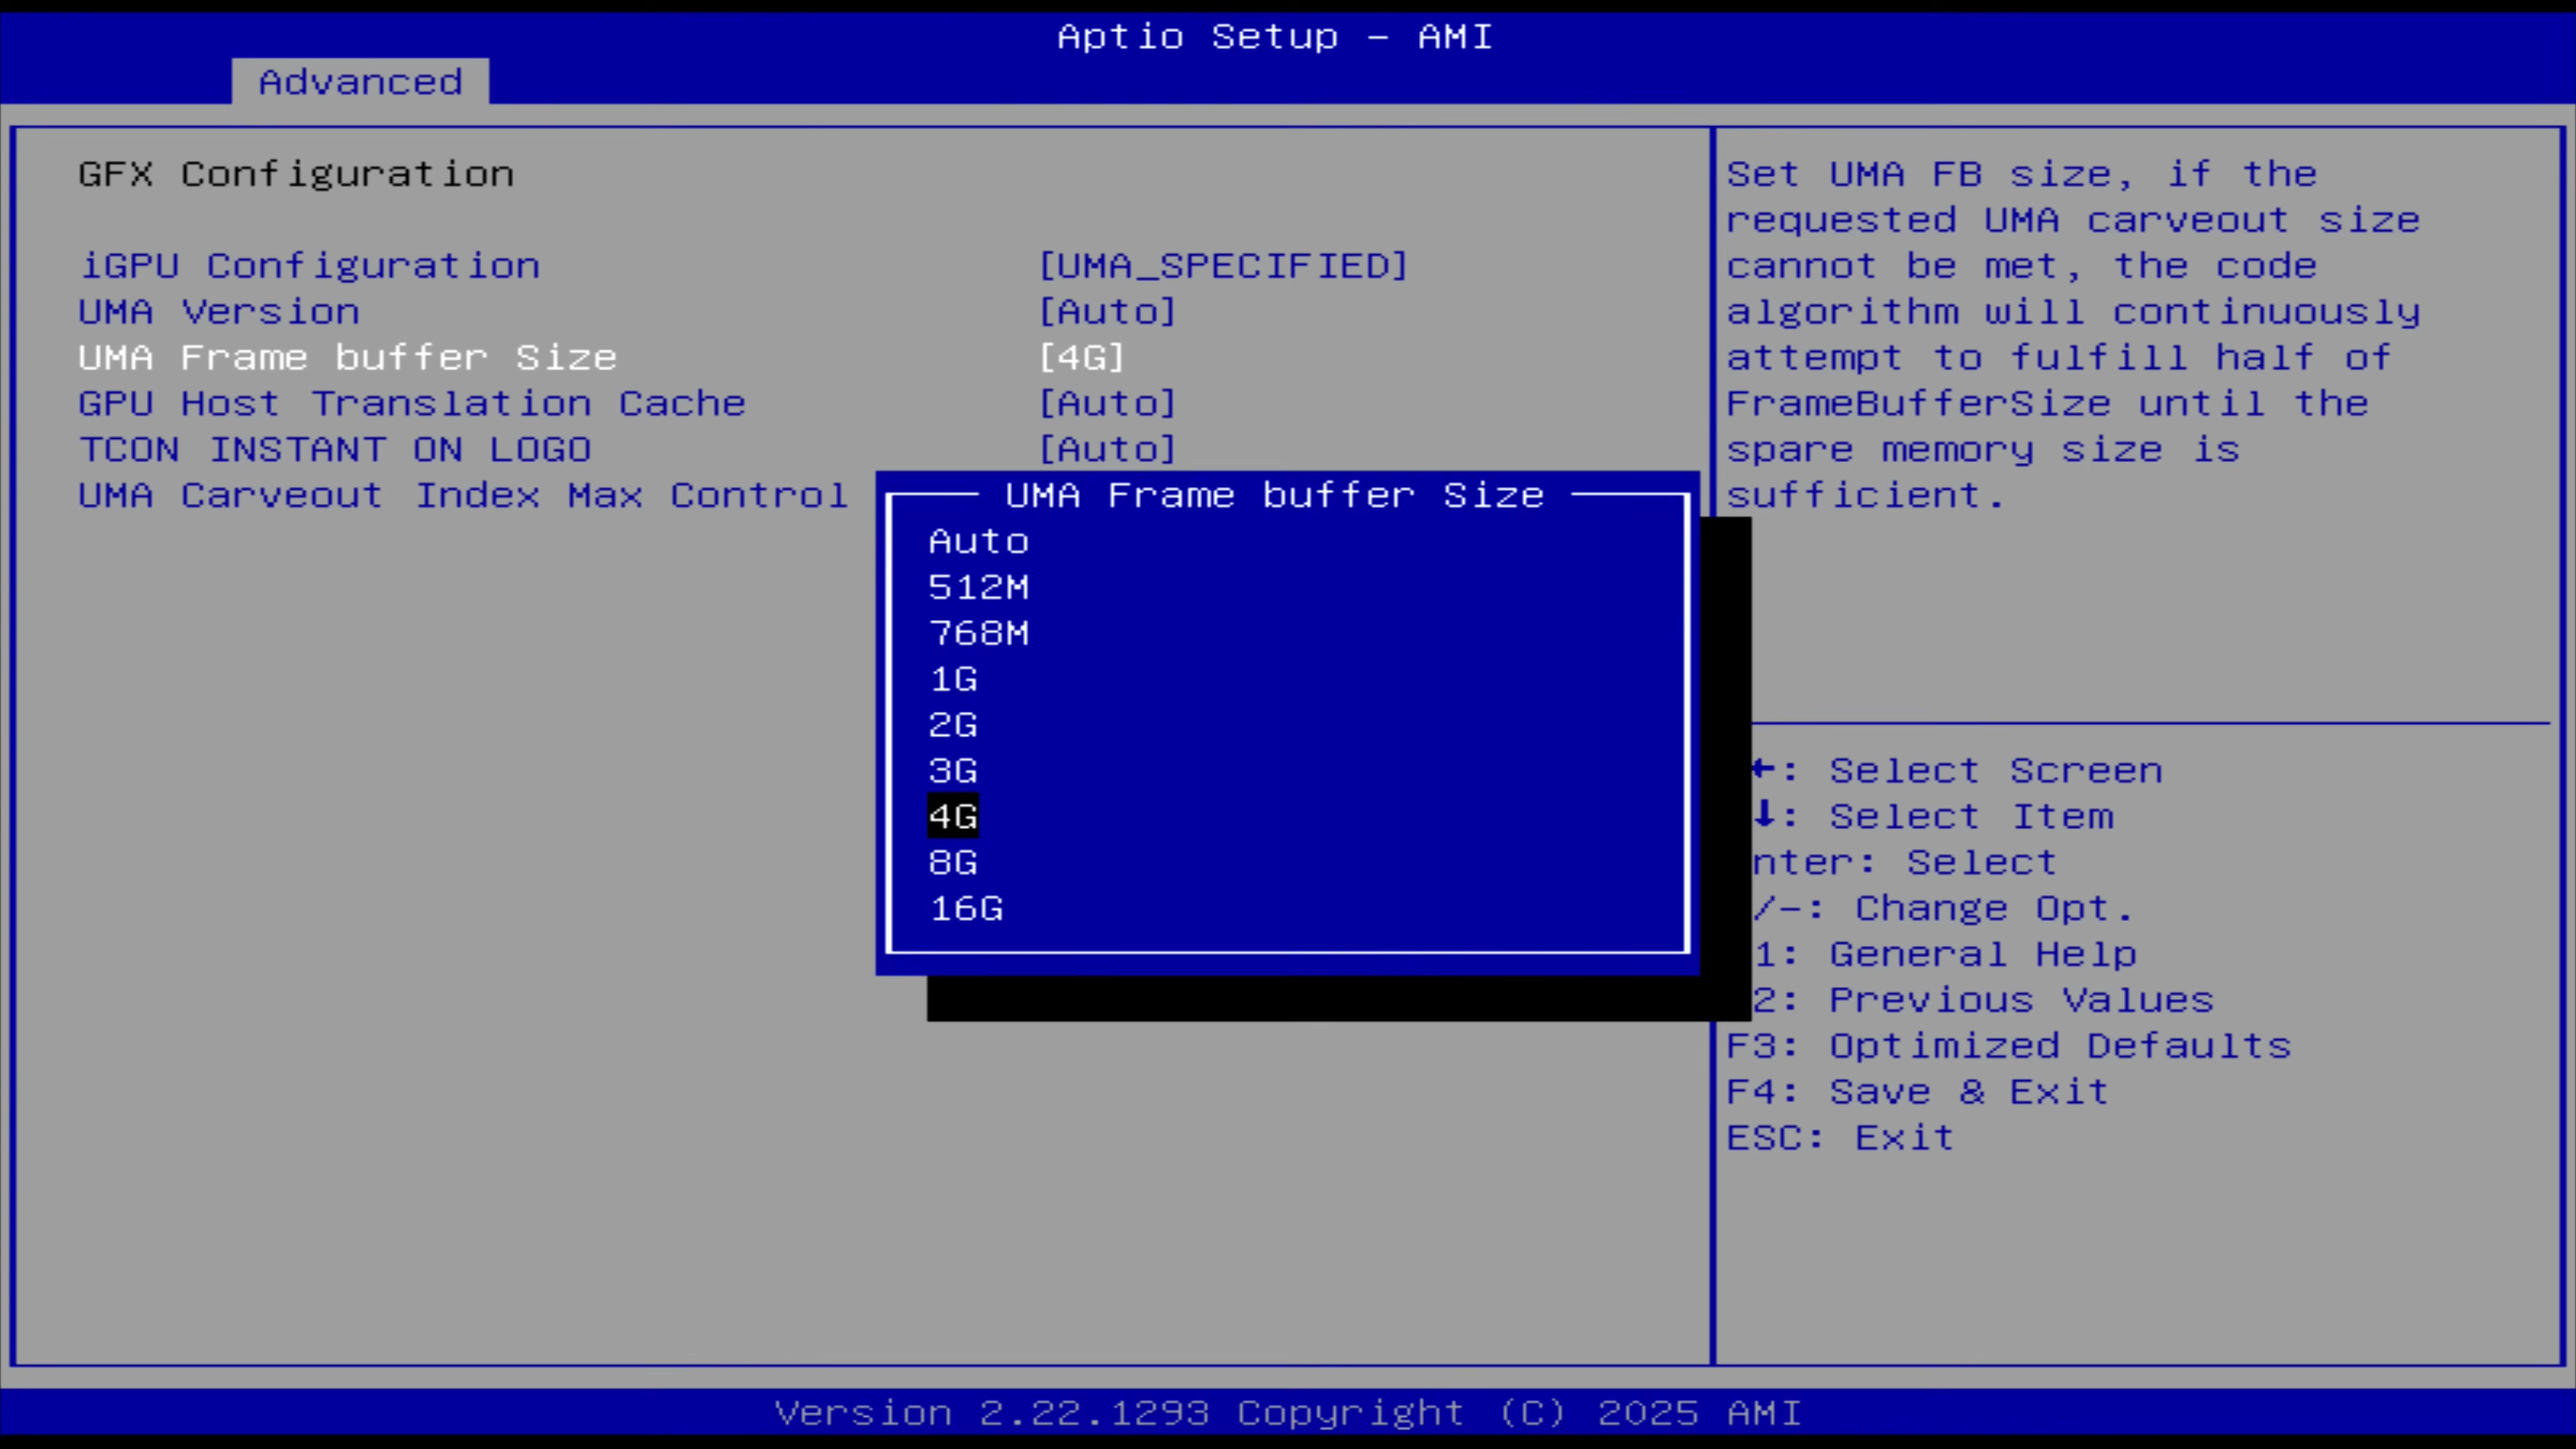 Aptio Setup - AMI
Advanced
GFX Configuration
iGPU Configuration [UMA_SPECIFIED]
UMA Version [Auto]
UMA Frame buffer Size [4G]
GPU Host Translation Cache [Auto]
TCON INSTANT ON LOGO [Auto]
UMA Carveout Index Max Control
UMA Frame buffer Size
Auto
512M
768M
1G
2G
3G
4G
8G
16G
Set UMA FB size, if the
requested UMA carveout size
cannot be met, the code
algorithm will continuously
attempt to fulfill half of
FrameBufferSize until the
spare memory size is
sufficient.
←: Select Screen
↓: Select Item
nter: Select
/-: Change Opt.
1: General Help
2: Previous Values
F3: Optimized Defaults
F4: Save & Exit
ESC: Exit
Version 2.22.1293 Copyright (C) 2025 AMI